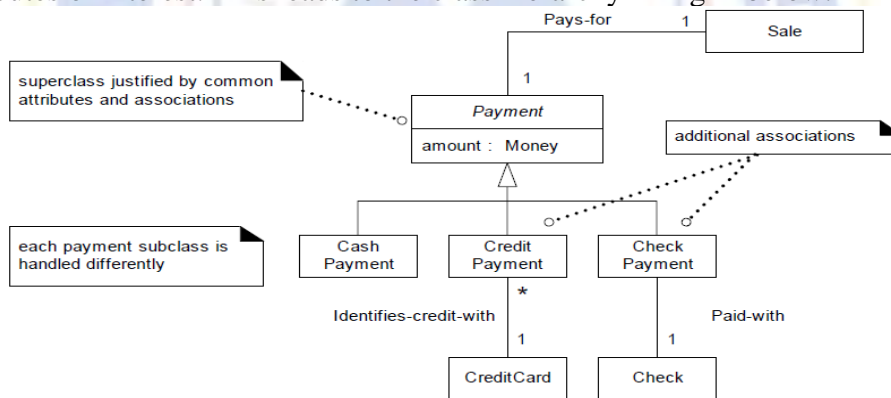 Pays-for
1
Sale
1
superclass justified by common
attributes and associations
Payment
amount : Money
additional associations
each payment subclass is
handled differently
Cash
Payment
Credit
Payment
Check
Payment
*
Identifies-credit-with
Paid-with
1
1
CreditCard
Check